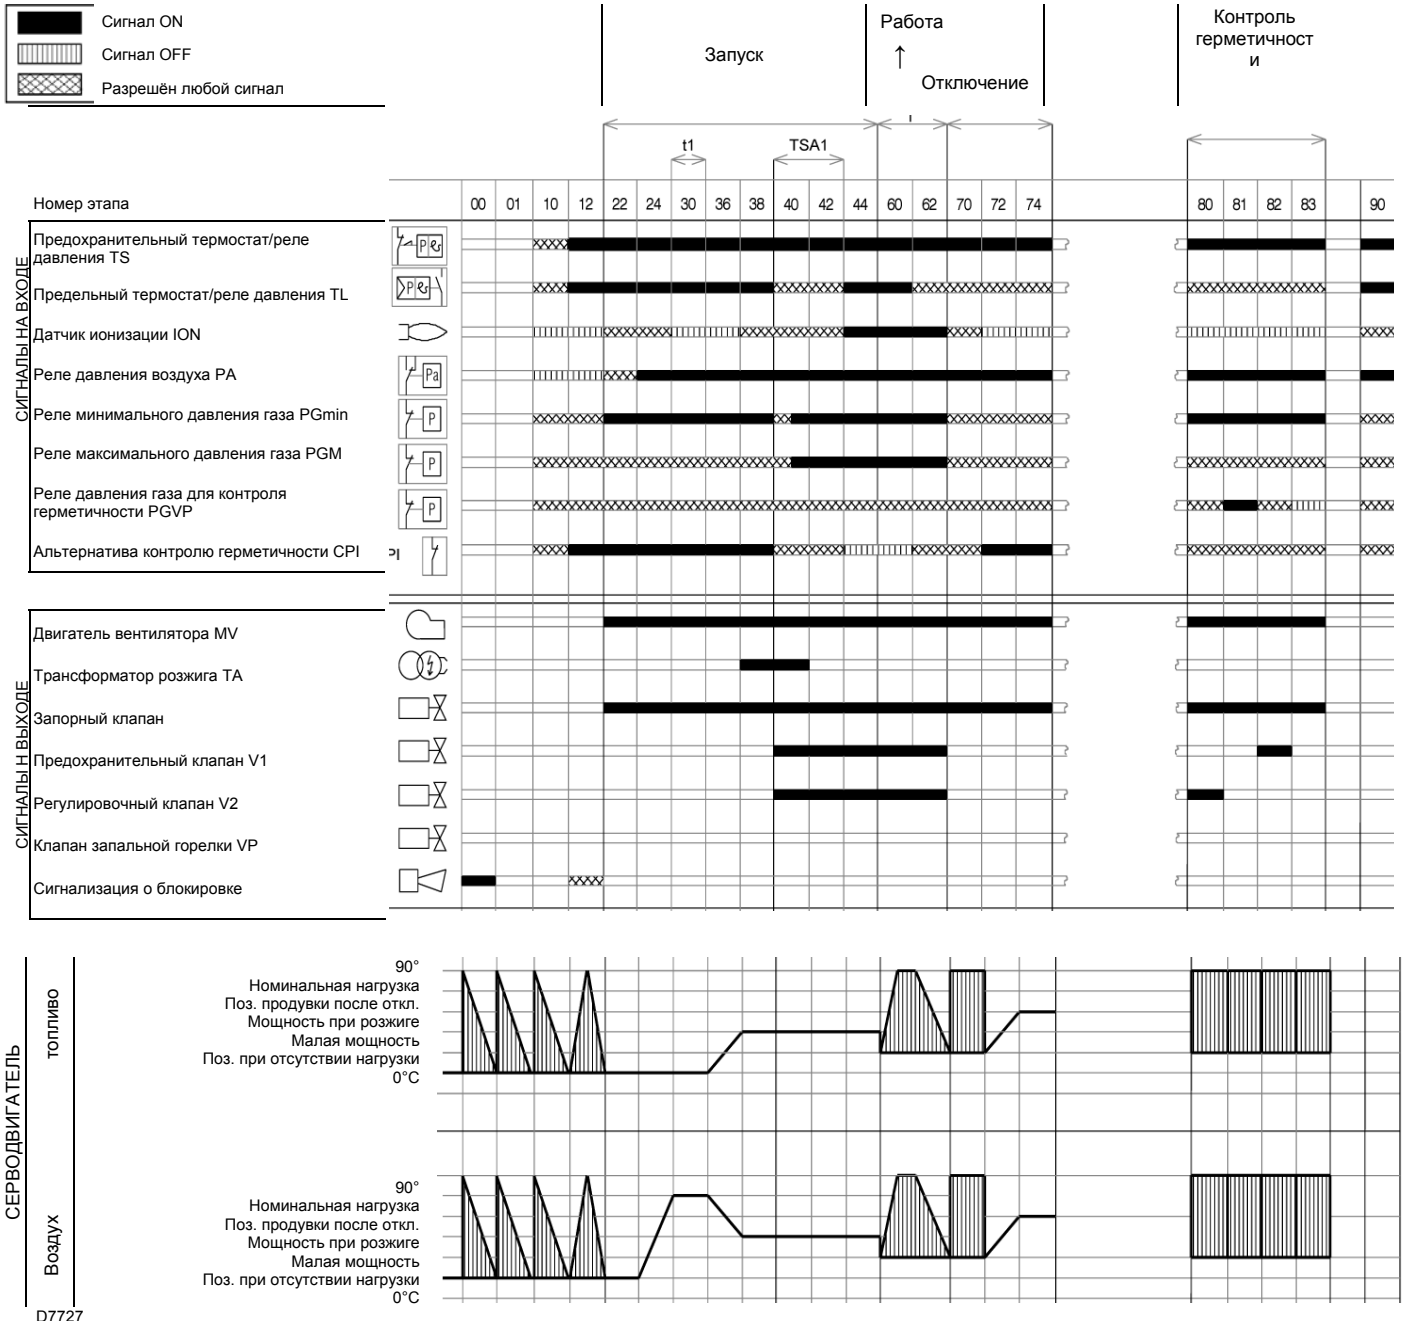 Сигнал ON
Сигнал OFF
Разрешён любой сигнал
Запуск
Работа
↑
Отключение
Контроль
герметичност
и
t1
TSA1
Номер этапа
00 01 10 12 22 24 30 36 38 40 42 44 60 62 70 72 74 80 81 82 83 90
СИГНАЛЫ НА ВХОДЕ
Предохранительный термостат/реле
давления TS
Предельный термостат/реле давления TL
Датчик ионизации ION
Реле давления воздуха PA
Pa
Реле минимального давления газа PGmin
P
Реле максимального давления газа PGM
P
Реле давления газа для контроля
герметичности PGVP
P
Альтернатива контролю герметичности CPI
PI
СИГНАЛЫ Н ВЫХОДЕ
Двигатель вентилятора MV
Трансформатор розжига TA
Запорный клапан
Предохранительный клапан V1
Регулировочный клапан V2
Клапан запальной горелки VP
Сигнализация о блокировке
СЕРВОДВИГАТЕЛЬ
топливо
90°
Номинальная нагрузка
Поз. продувки после откл.
Мощность при розжиге
Малая мощность
Поз. при отсутствии нагрузки
0°C
Воздух
90°
Номинальная нагрузка
Поз. продувки после откл.
Мощность при розжиге
Малая мощность
Поз. при отсутствии нагрузки
0°C
D7727